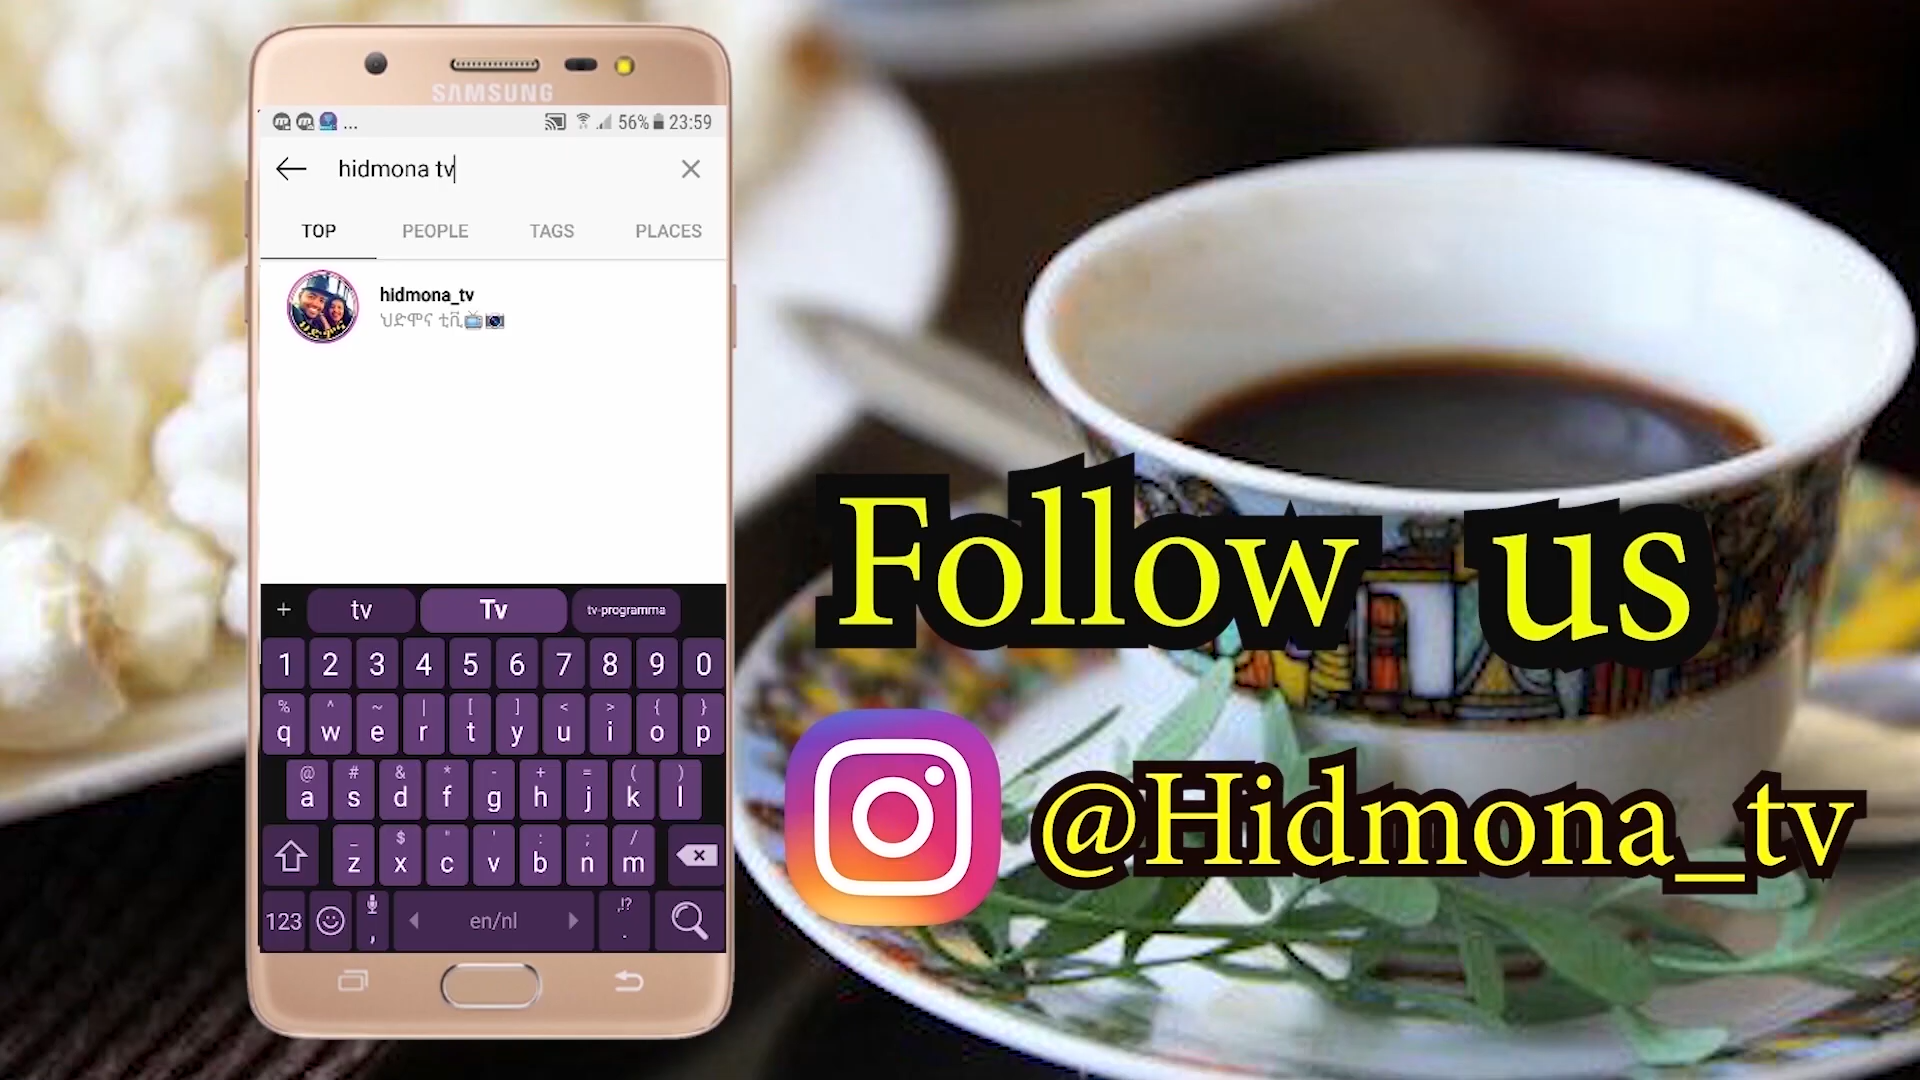 SAMSUNG
... 56% 23:59
hidmona tv
TOP PEOPLE TAGS PLACES
hidmona_tv
ህድሞና ቲቪ
+ tv Tv tv-programma
1 2 3 4 5 6 7 8 9 0
% ^ ~ | [ ] < > { }
q w e r t y u i o p
@ # & * - + = ( )
a s d f g h j k l
_ $ " ' : ; /
z x c v b n m
123 , en/nl ,!? .
Follow us
@Hidmona_tv